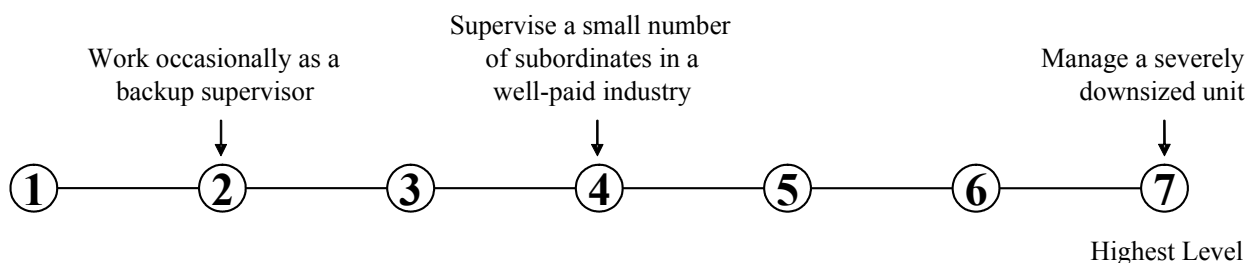 Work occasionally as a
backup supervisor
Supervise a small number
of subordinates in a
well-paid industry
Manage a severely
downsized unit
1 2 3 4 5 6 7
Highest Level